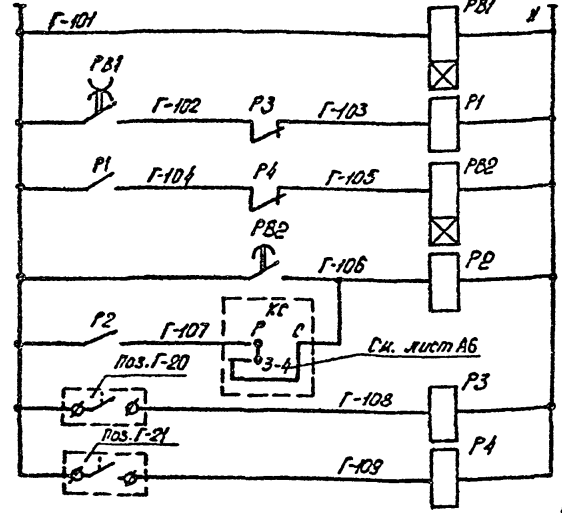 Г-101
РВ1
И
РВ1
Г-102
Р3
Г-103
Р1
Р1
Г-104
Р4
Г-105
РВ2
РВ2
Г-106
Р2
КС
Р2
Г-107
Р
С
См. лист А6
3-4
поз. Г-20
Г-108
Р3
поз. Г-21
Г-109
Р4